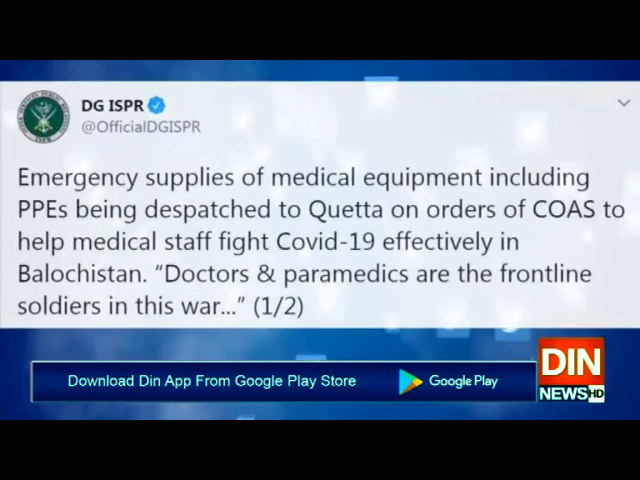 DG ISPR
@OfficialDGISPR
Emergency supplies of medical equipment including
PPEs being despatched to Quetta on orders of COAS to
help medical staff fight Covid-19 effectively in
Balochistan. “Doctors & paramedics are the frontline
soldiers in this war...” (1/2)
Download Din App From Google Play Store
Google Play
DIN
NEWS HD